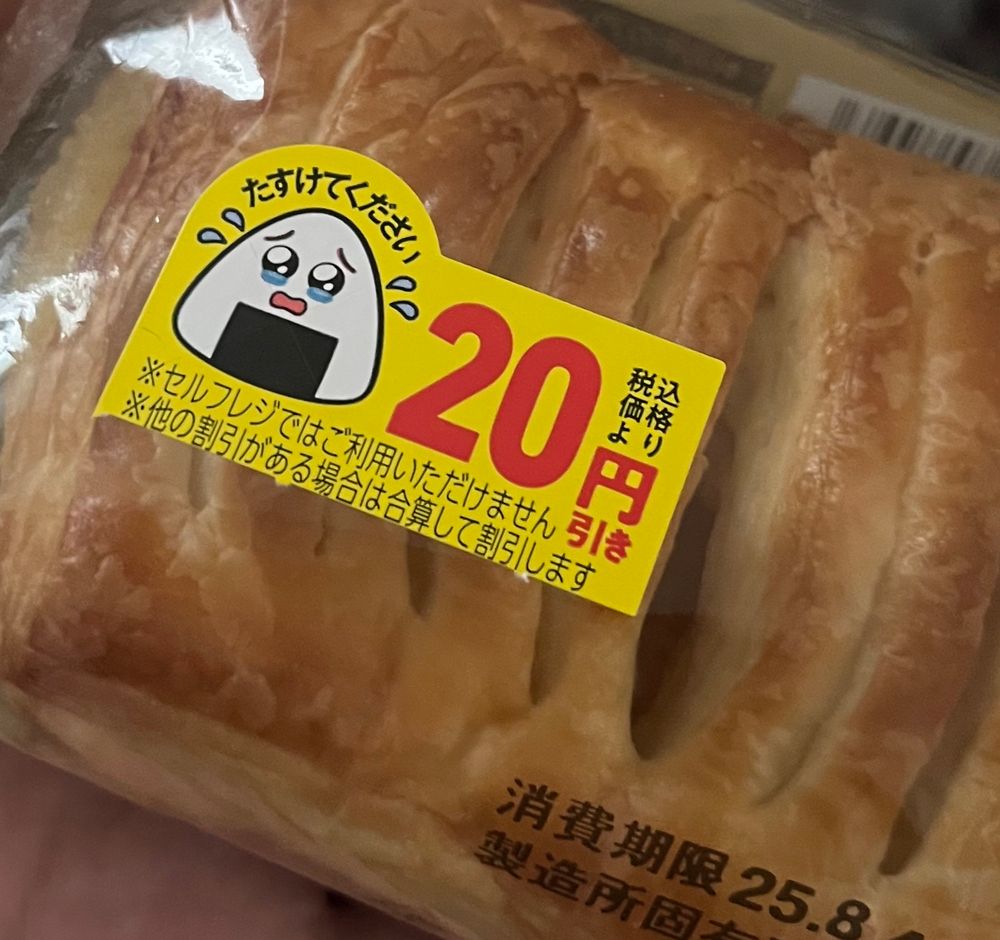 たすけてください
20円引き
税込価格より
※セルフレジではご利用いただけません
※他の割引がある場合は合算して割引します
消費期限 25.8.
製造所固有